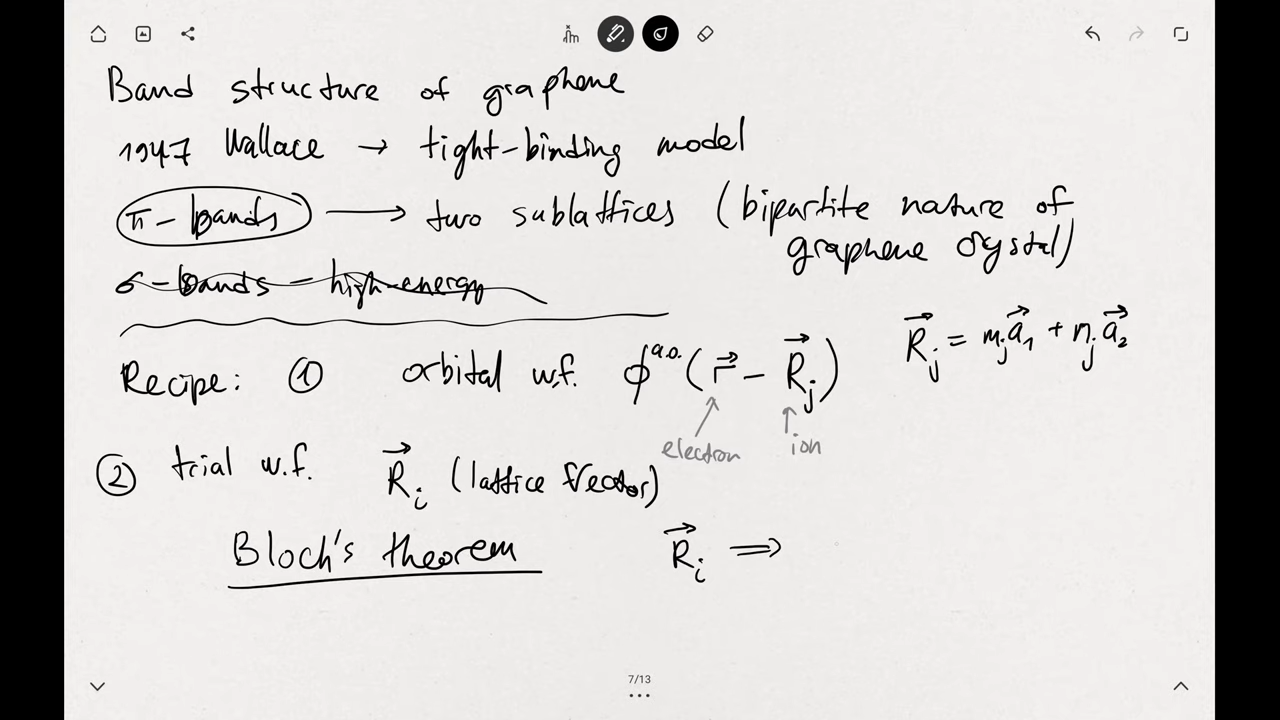 Band structure of graphene
1947 Wallace → tight-binding model
π-bands → two sublattices (bipartite nature of
graphene crystal)
σ-bands - high-energy
R⃗_j = m_j a⃗_1 + n_j a⃗_2
Recipe: ① orbital w.f. ϕ^a.o. (r⃗ - R⃗_j)
electron ion
② trial w.f. R⃗_i (lattice vector)
Bloch's theorem R⃗_i ⇒
7/13